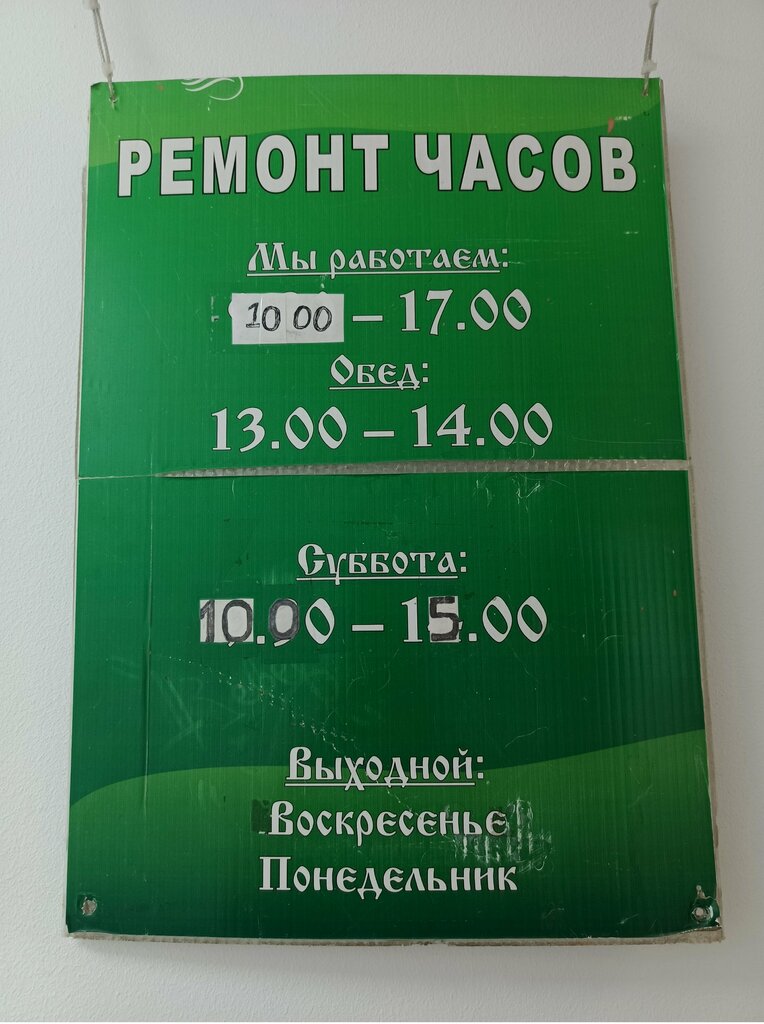 РЕМОНТ ЧАСОВ
Мы работаем:
10 00 – 17.00
Обед:
13.00 – 14.00
Суббота:
10.00 – 15.00
Выходной:
Воскресенье
Понедельник